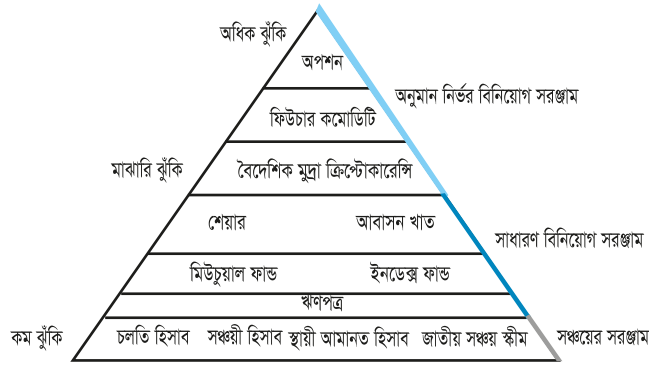 অধিক ঝুঁকি
অপশন
অনুমান নির্ভর বিনিয়োগ সরঞ্জাম
ফিউচার কমোডিটি
মাঝারি ঝুঁকি
বৈদেশিক মুদ্রা ক্রিপ্টোকারেন্সি
শেয়ার আবাসন খাত
সাধারণ বিনিয়োগ সরঞ্জাম
মিউচুয়াল ফান্ড ইনডেক্স ফান্ড
ঋণপত্র
কম ঝুঁকি চলতি হিসাব সঞ্চয়ী হিসাব স্থায়ী আমানত হিসাব জাতীয় সঞ্চয় স্কীম সঞ্চয়ের সরঞ্জাম